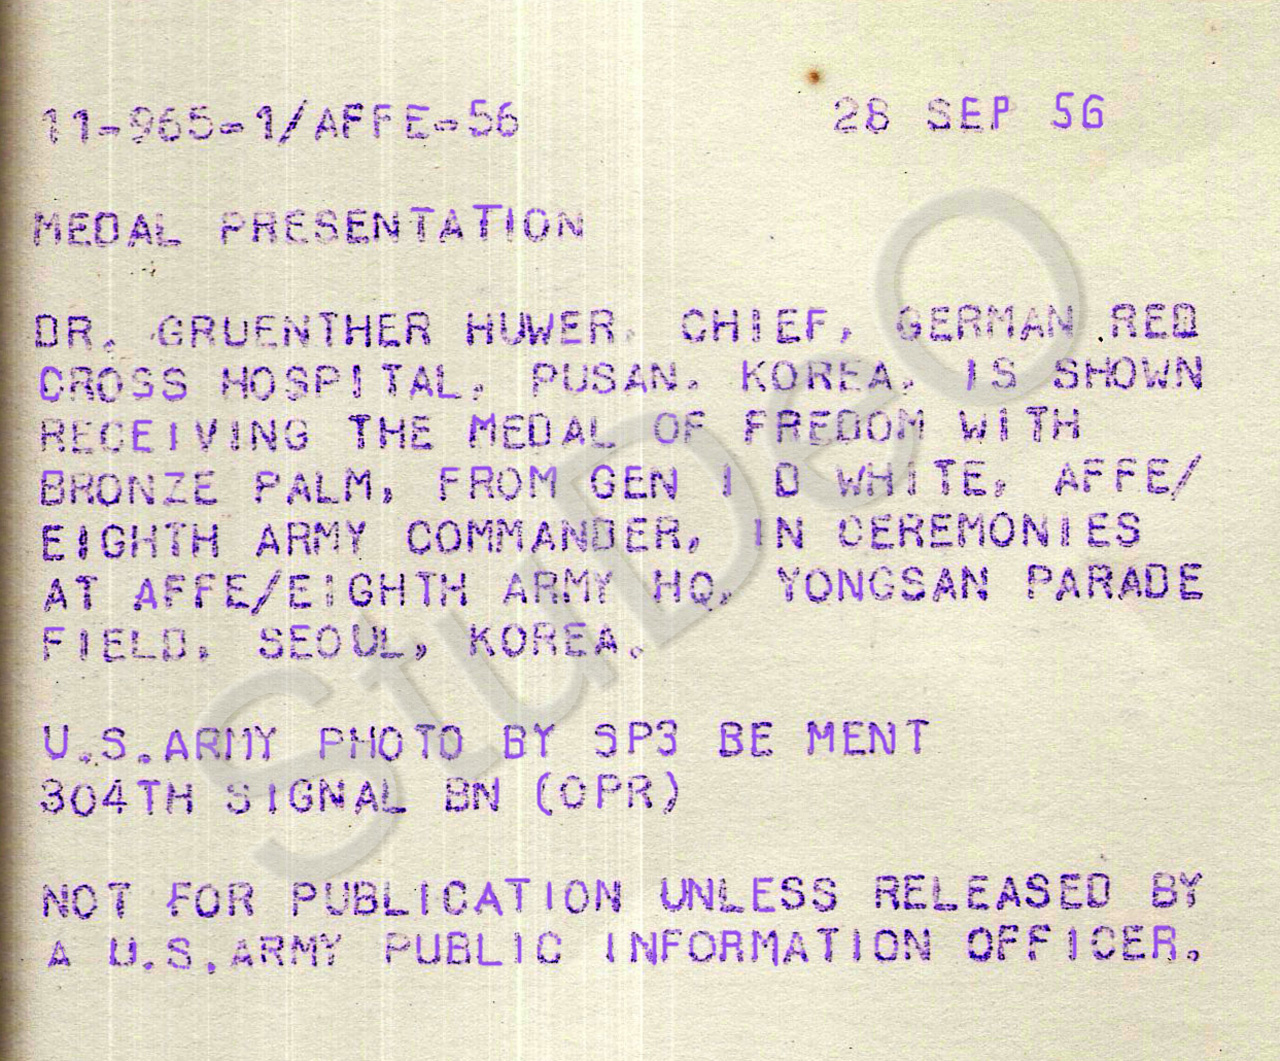 11-965-1/AFFE-56 28 SEP 56
MEDAL PRESENTATION
DR. GRUENTHER HUWER. CHIEF, GERMAN RED
CROSS HOSPITAL, PUSAN. KOREA, IS SHOWN
RECEIVING THE MEDAL OF FREDOM WITH
BRONZE PALM, FROM GEN I D WHITE, AFFE/
EIGHTH ARMY COMMANDER, IN CEREMONIES
AT AFFE/EIGHTH ARMY HQ, YONGSAN PARADE
FIELD, SEOUL, KOREA.
U.S.ARMY PHOTO BY SP3 BE MENT
304TH SIGNAL BN (OPR)
NOT FOR PUBLICATION UNLESS RELEASED BY
A U.S.ARMY PUBLIC INFORMATION OFFICER.
StuDeO